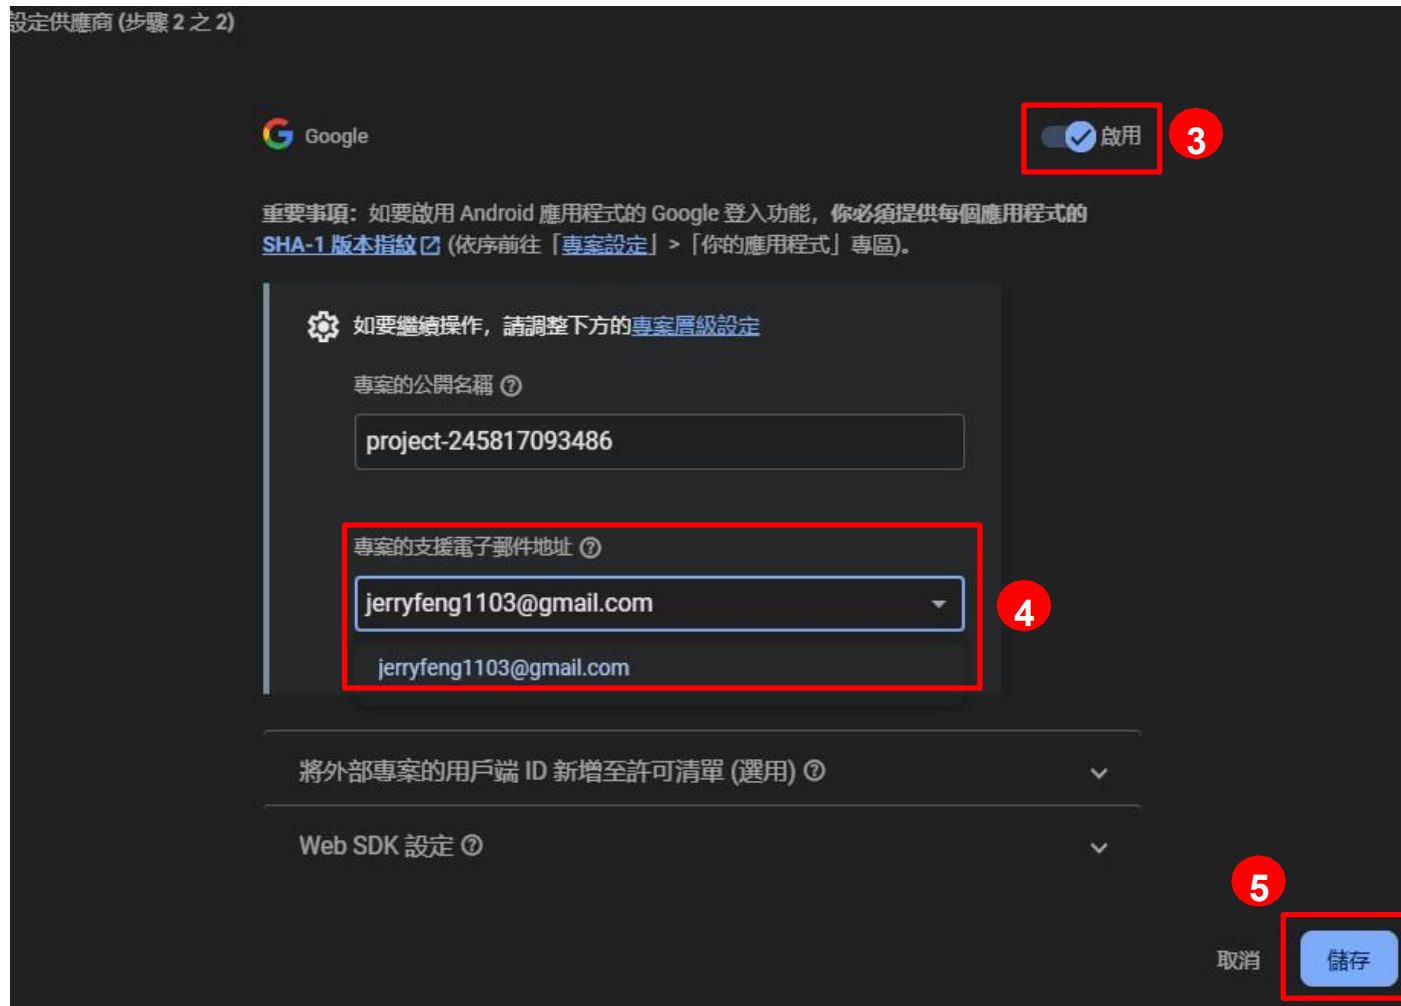 設定供應商 (步驟 2 之 2)
Google
啟用
3
重要事項：如要啟用 Android 應用程式的 Google 登入功能，你必須提供每個應用程式的
SHA-1 版本指紋 (依序前往「專案設定」>「你的應用程式」專區)。
如要繼續操作，請調整下方的專案層級設定
專案的公開名稱
project-245817093486
專案的支援電子郵件地址
jerryfeng1103@gmail.com
4
jerryfeng1103@gmail.com
將外部專案的用戶端 ID 新增至許可清單 (選用)
Web SDK 設定
5
取消
儲存